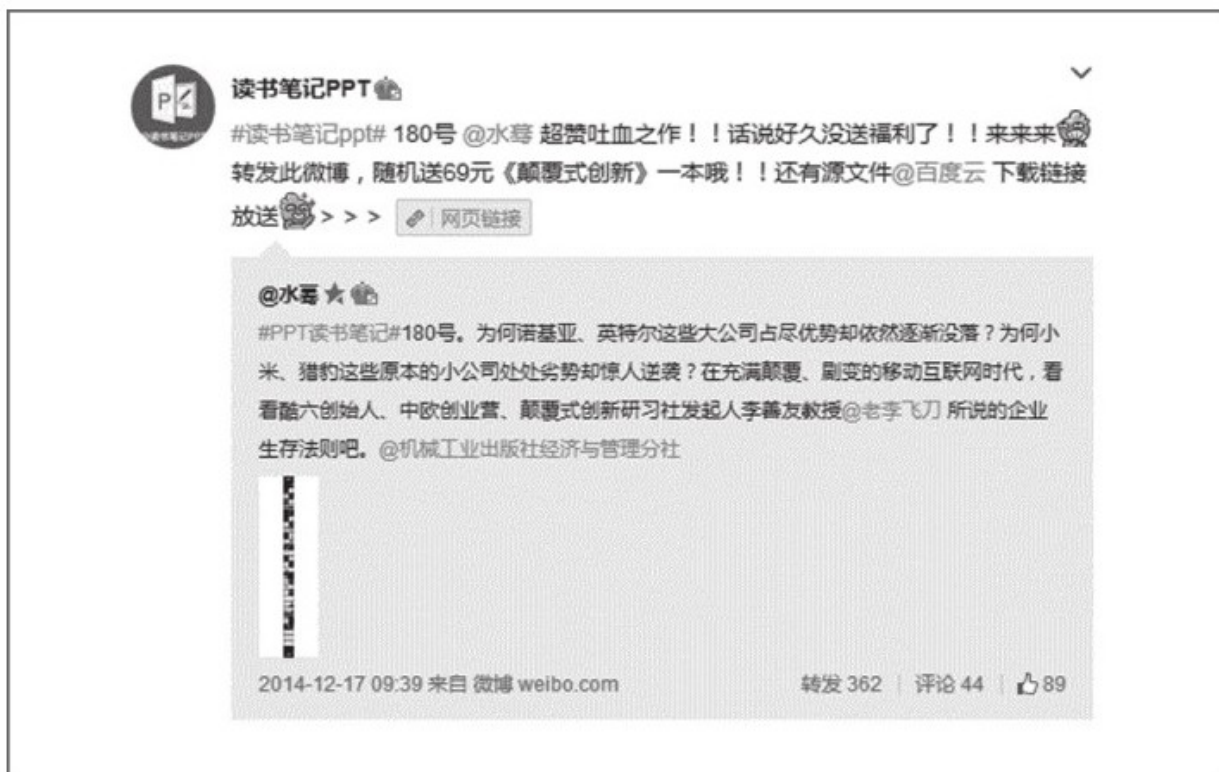 读书笔记PPT
#读书笔记ppt# 180号 @水蓦 超赞吐血之作！！话说好久没送福利了！！来来来
转发此微博，随机送69元《颠覆式创新》一本哦！！还有源文件@百度云 下载链接
放送 > > > 网页链接
@水蓦
#PPT读书笔记#180号。为何诺基亚、英特尔这些大公司占尽优势却依然逐渐没落？为何小
米、猎豹这些原本的小公司处处劣势却惊人逆袭？在充满颠覆、剧变的移动互联网时代，看
看酷六创始人、中欧创业营、颠覆式创新研习社发起人李善友教授@老李飞刀 所说的企业
生存法则吧。@机械工业出版社经济与管理分社
2014-12-17 09:39 来自 微博 weibo.com 转发 362 | 评论 44 | 89